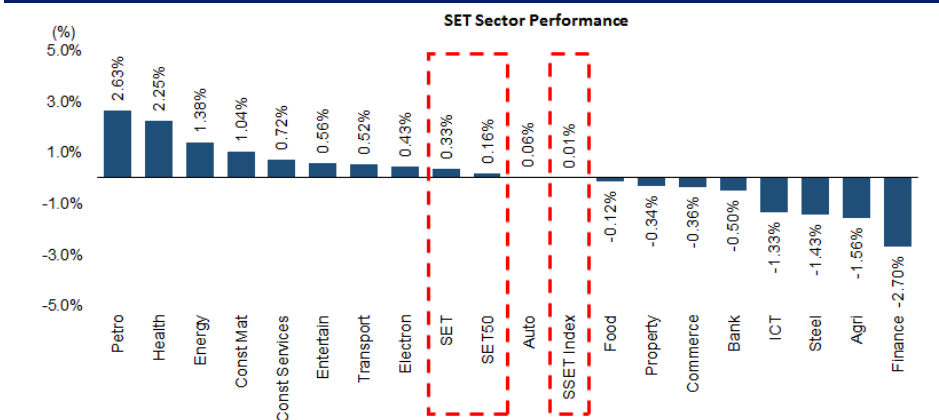 SET Sector Performance
(%)
5.0%
3.0%
1.0%
-1.0%
-3.0%
-5.0%
2.63%
2.25%
1.38%
1.04%
0.72%
0.56%
0.52%
0.43%
0.33%
0.16%
0.06%
0.01%
-0.12%
-0.34%
-0.36%
-0.50%
-1.33%
-1.43%
-1.56%
-2.70%
Petro
Health
Energy
Const Mat
Const Services
Entertain
Transport
Electron
SET
SET50
Auto
SSET Index
Food
Property
Commerce
Bank
ICT
Steel
Agri
Finance